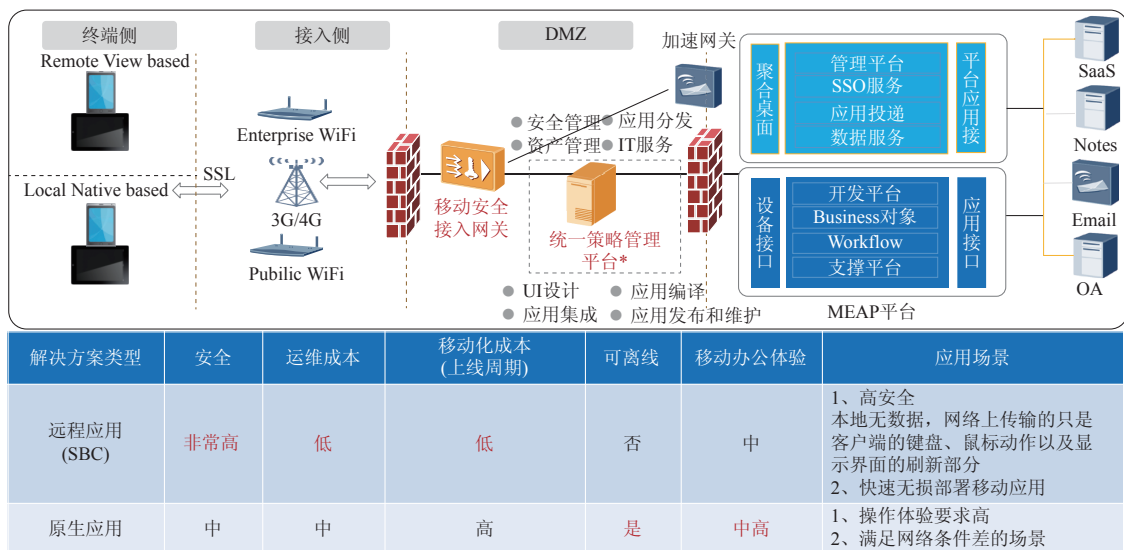 终端侧
接入侧
DMZ
加速网关
Remote View based
Local Native based
SSL
Enterprise WiFi
3G/4G
Pubilic WiFi
移动安全
接入网关
安全管理
应用分发
资产管理
IT服务
统一策略管理
平台*
UI设计
应用编译
应用集成
应用发布和维护
聚合桌面
管理平台
SSO服务
应用投递
数据服务
平台应用接
设备接口
开发平台
Business对象
Workflow
支撑平台
应用接口
MEAP平台
SaaS
Notes
Email
OA
解决方案类型
安全
运维成本
移动化成本
(上线周期)
可离线
移动办公体验
应用场景
远程应用
(SBC)
非常高
低
低
否
中
1、高安全
本地无数据，网络上传输的只是
客户端的键盘、鼠标动作以及显
示界面的刷新部分
2、快速无损部署移动应用
原生应用
中
中
高
是
中高
1、操作体验要求高
2、满足网络条件差的场景